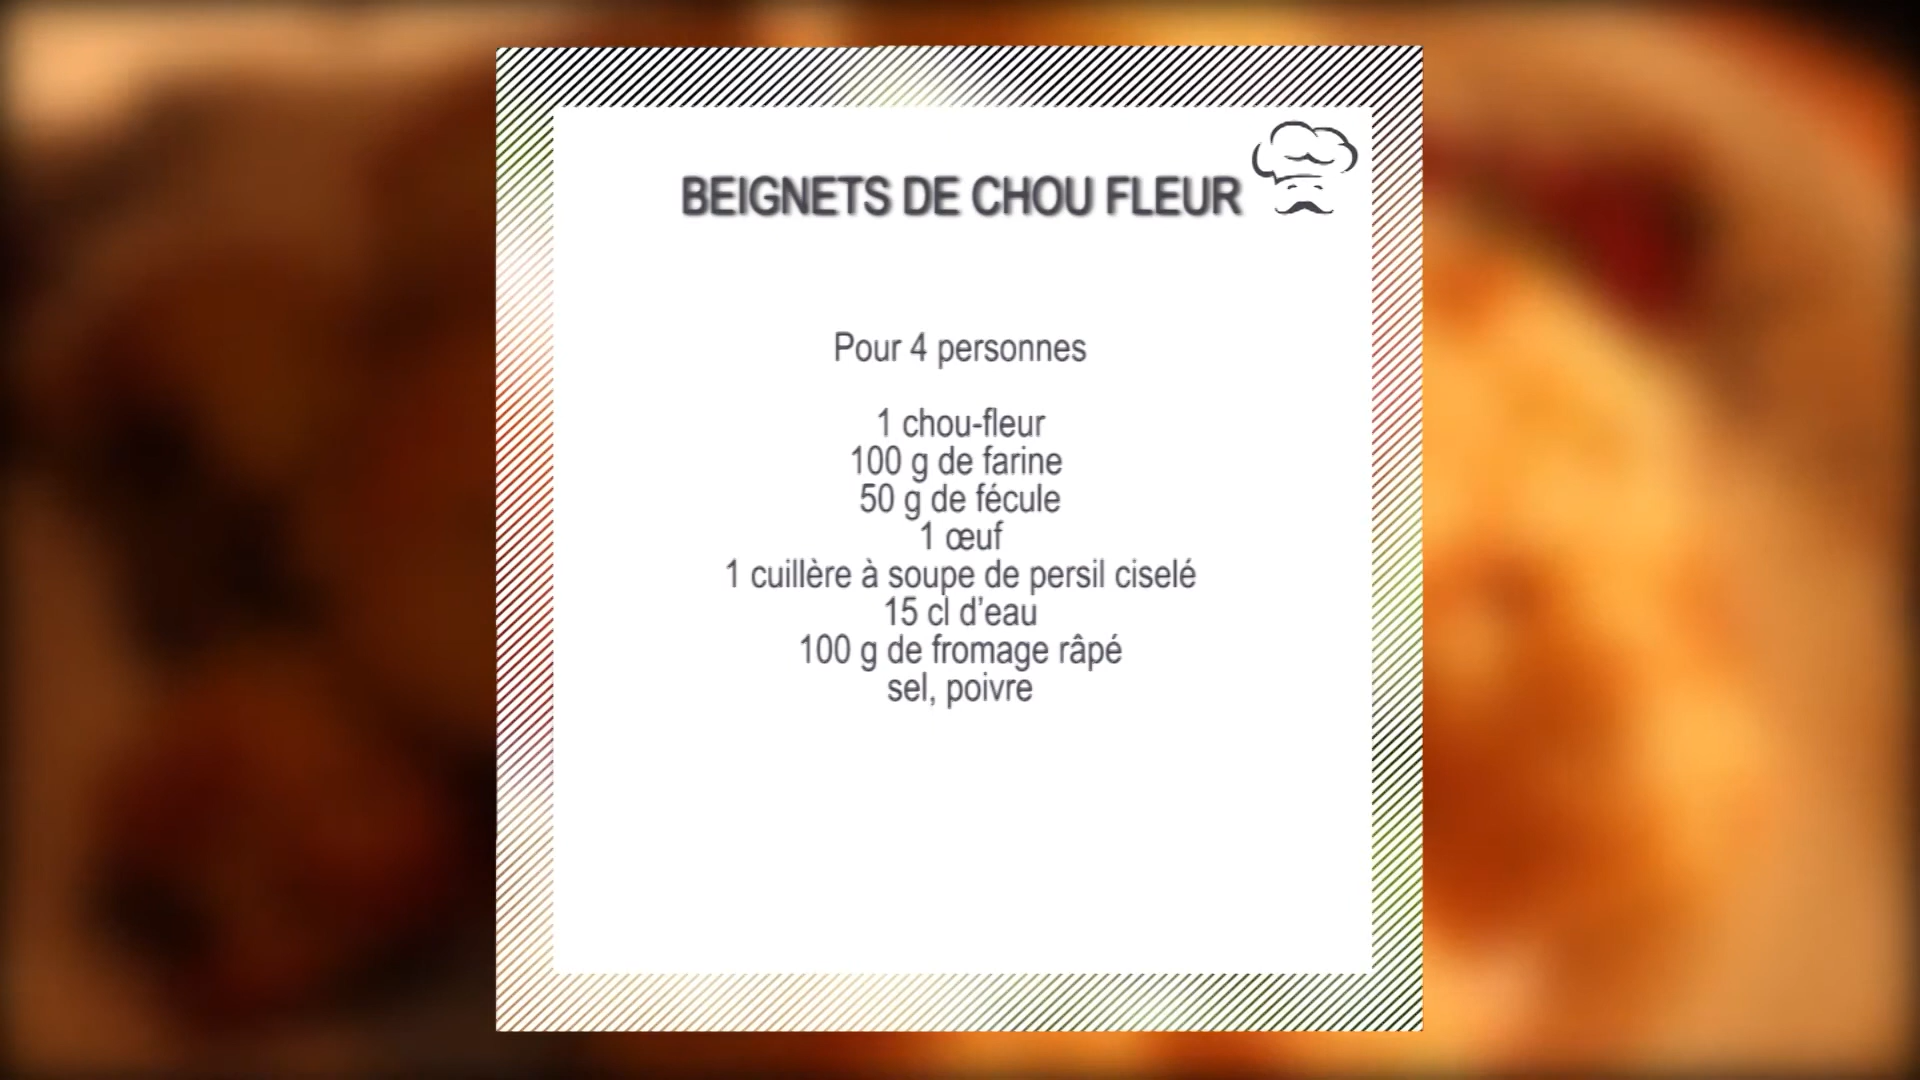 BEIGNETS DE CHOU FLEUR
Pour 4 personnes
1 chou-fleur
100 g de farine
50 g de fécule
1 œuf
1 cuillère à soupe de persil ciselé
15 cl d’eau
100 g de fromage râpé
sel, poivre